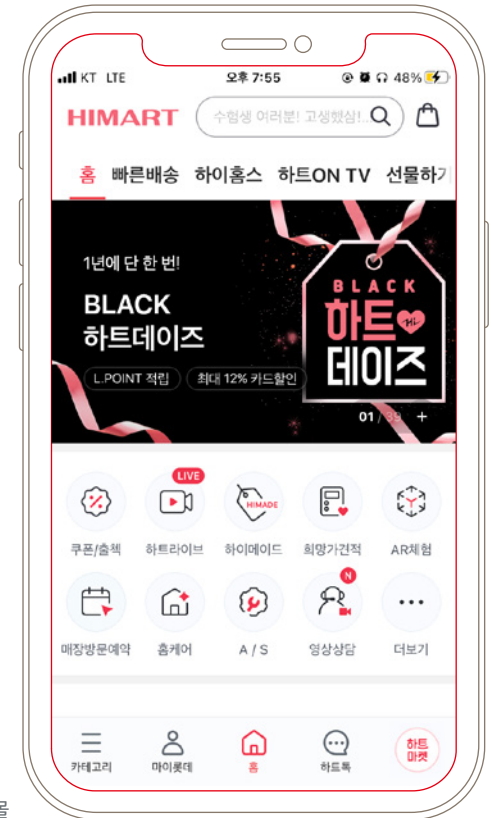 KT LTE 오후 7:55 48%
HIMART 수험생 여러분! 고생했삼!..
홈 빠른배송 하이홈스 하트ON TV 선물하기
1년에 단 한 번!
BLACK
하트데이즈
L.POINT 적립 최대 12% 카드할인
BLACK
하트
Hi
데이즈
01 / 39 +
LIVE
HIMADE
쿠폰/출첵 하트라이브 하이메이드 희망가견적 AR체험
N
매장방문예약 홈케어 A / S 영상상담 더보기
카테고리 마이롯데 홈 하트톡 하트
마켓
몰